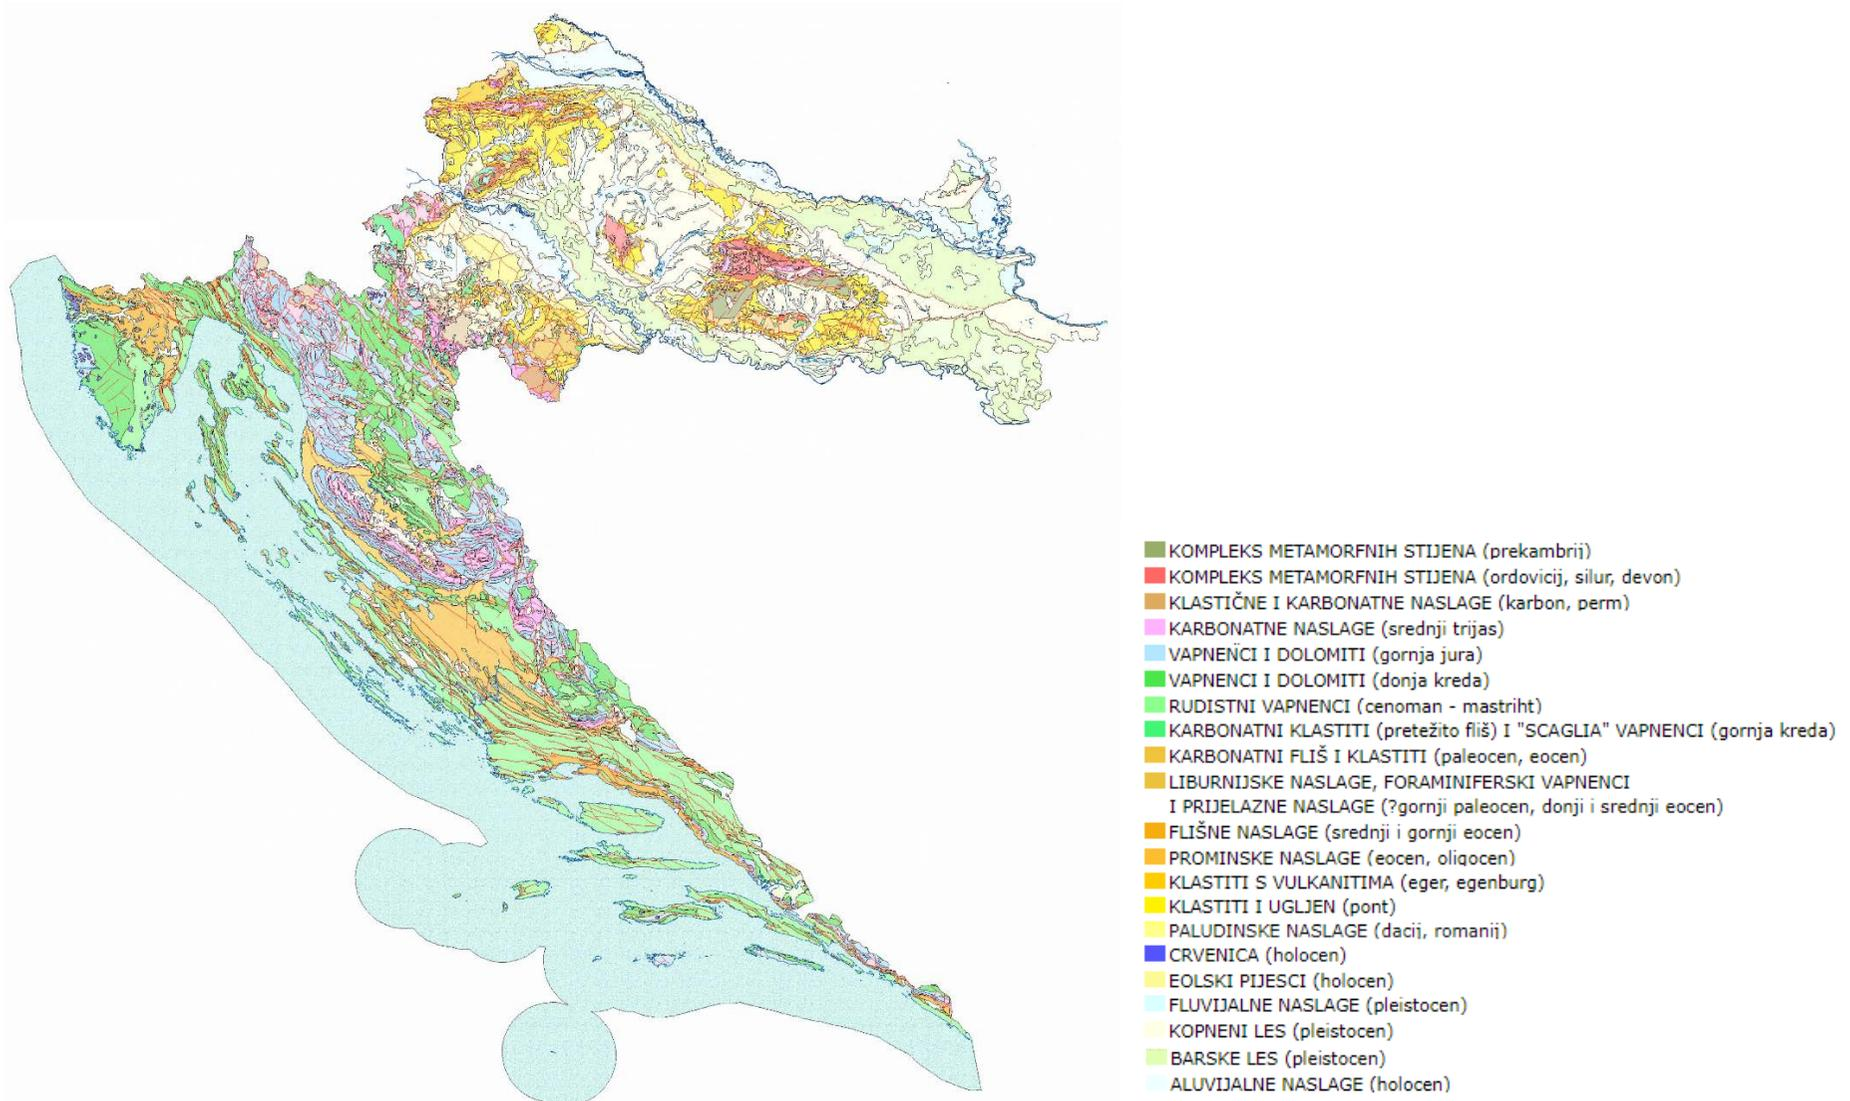 KOMPLEKS METAMORFNIH STIJENA (prekambrij)
KOMPLEKS METAMORFNIH STIJENA (ordovicij, silur, devon)
KLASTIČNE I KARBONATNE NASLAGE (karbon, perm)
KARBONATNE NASLAGE (srednji trijas)
VAPNENCI I DOLOMITI (gornja jura)
VAPNENCI I DOLOMITI (donja kreda)
RUDISTNI VAPNENCI (cenoman - mastriht)
KARBONATNI KLASTITI (pretežito fliš) I "SCAGLIA" VAPNENCI (gornja kreda)
KARBONATNI FLIŠ I KLASTITI (paleocen, eocen)
LIBURNIJSKE NASLAGE, FORAMINIFERSKI VAPNENCI
I PRIJELAZNE NASLAGE (?gornji paleocen, donji i srednji eocen)
FLIŠNE NASLAGE (srednji i gornji eocen)
PROMINSKE NASLAGE (eocen, oligocen)
KLASTITI S VULKANITIMA (eger, egenburg)
KLASTITI I UGLJEN (pont)
PALUDINSKE NASLAGE (dacij, romanij)
CRVENICA (holocen)
EOLSKI PIJESCI (holocen)
FLUVIJALNE NASLAGE (pleistocen)
KOPNENI LES (pleistocen)
BARSKE LES (pleistocen)
ALUVIJALNE NASLAGE (holocen)